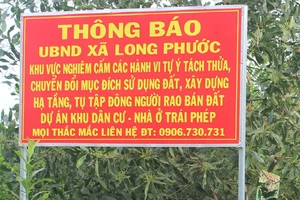 THÔNG BÁO
UBND XÃ LONG PHƯỚC
KHU VỰC NGHIÊM CẤM CÁC HÀNH VI TỰ Ý TÁCH THỬA,
CHUYỂN ĐỔI MỤC ĐÍCH SỬ DỤNG ĐẤT, XÂY DỰNG
HẠ TẦNG, TỤ TẬP ĐÔNG NGƯỜI RAO BÁN ĐẤT
DỰ ÁN KHU DÂN CƯ - NHÀ Ở TRÁI PHÉP
MỌI THẮC MẮC LIÊN HỆ ĐT: 0906.730.731